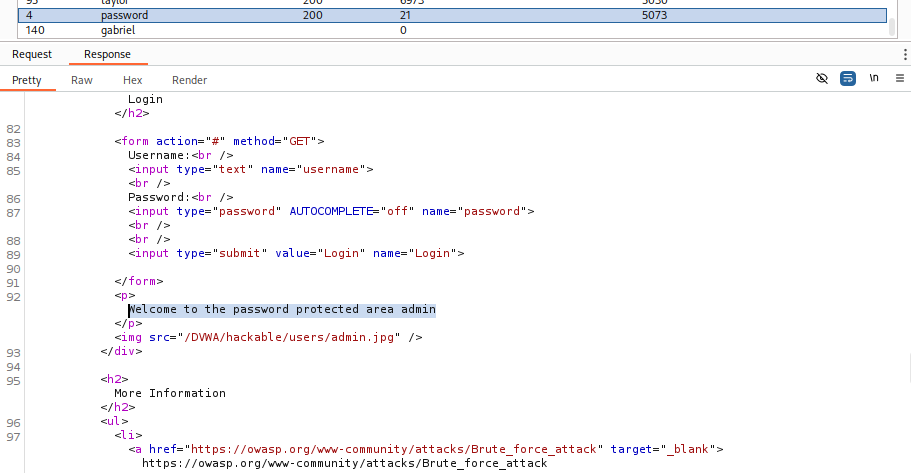 95 taylor 200 6973 5030
4 password 200 21 5073
140 gabriel 0
Request Response
Pretty Raw Hex Render \n
Login
</h2>
82
83 <form action="#" method="GET">
84 Username:<br />
85 <input type="text" name="username">
<br />
86 Password:<br />
87 <input type="password" AUTOCOMPLETE="off" name="password">
<br />
88 <br />
89 <input type="submit" value="Login" name="Login">
90
91 </form>
92 <p>
Welcome to the password protected area admin
</p>
<img src="/DVWA/hackable/users/admin.jpg" />
93 </div>
94
95 <h2>
More Information
</h2>
96 <ul>
97 <li>
<a href="https://owasp.org/www-community/attacks/Brute_force_attack" target="_blank">
https://owasp.org/www-community/attacks/Brute_force_attack